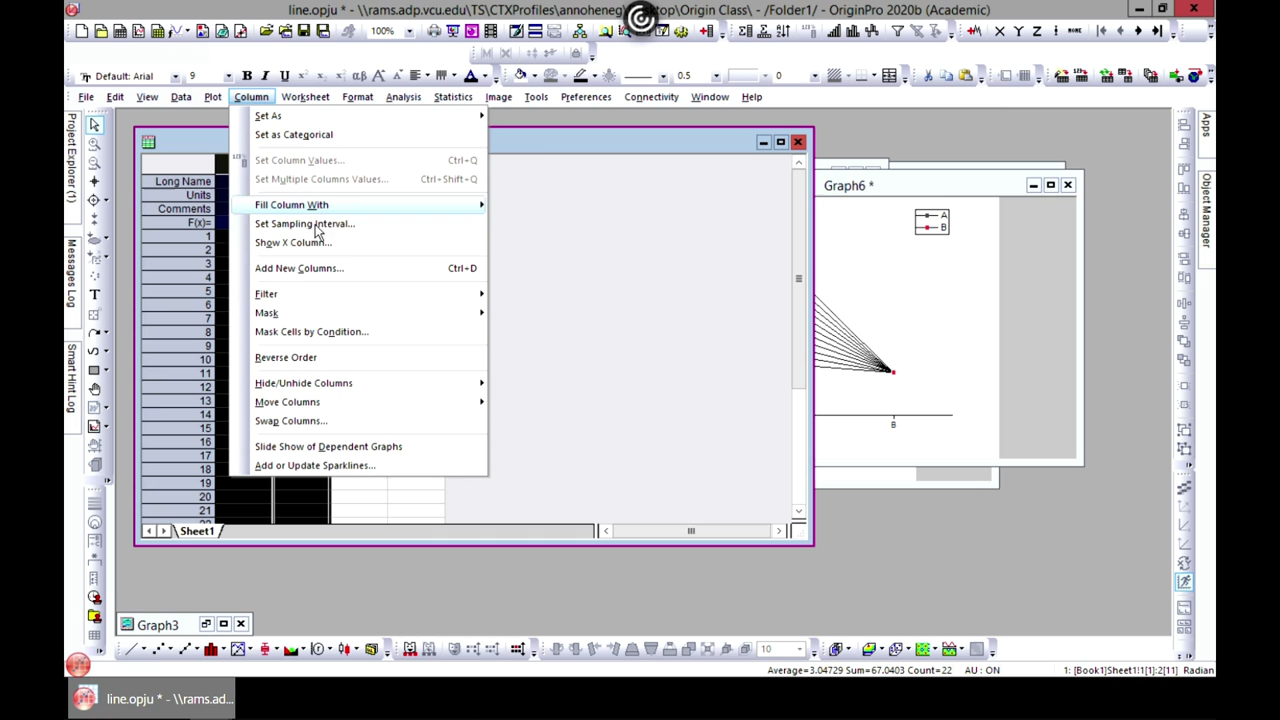 line.opju * - \\rams.adp.vcu.edu\TS\CTXProfiles\annoheneg\ sktop\Origin Class\ - /Folder1/ - OriginPro 2020b (Academic)
100%
Default: Arial 9 B I U 0.5 0
File Edit View Data Plot Column Worksheet Format Analysis Statistics Image Tools Preferences Connectivity Window Help
Project Explorer (1)
Messages Log
Smart Hint Log
Apps
Object Manager
Set As
Set as Categorical
Set Column Values... Ctrl+Q
Set Multiple Columns Values... Ctrl+Shift+Q
Fill Column With
Set Sampling Interval...
Show X Column...
Add New Columns... Ctrl+D
Filter
Mask
Mask Cells by Condition...
Reverse Order
Hide/Unhide Columns
Move Columns
Swap Columns...
Slide Show of Dependent Graphs
Add or Update Sparklines...
Long Name
Units
Comments
F(x)=
1
2
3
4
5
6
7
8
9
10
11
12
13
14
15
16
17
18
19
20
21
Sheet1
Graph6 *
A
B
B
Graph3
10
Average=3.04729 Sum=67.0403 Count=22 AU : ON 1: [Book1]Sheet1!1[1]:2[11] Radian
line.opju * - \\rams.ad...